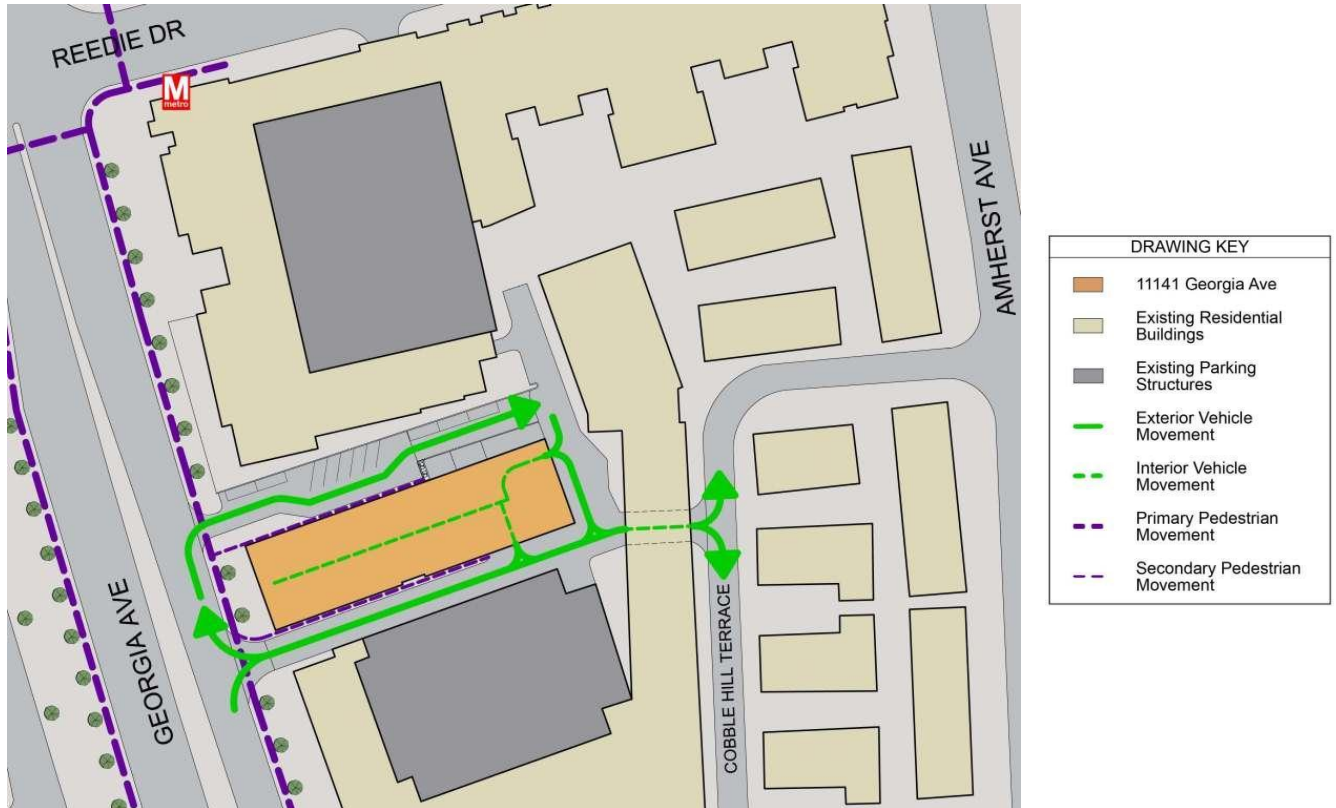 REEDIE DR
M
metro
AMHERST AVE
GEORGIA AVE
COBBLE HILL TERRACE
DRAWING KEY
11141 Georgia Ave
Existing Residential
Buildings
Existing Parking
Structures
Exterior Vehicle
Movement
Interior Vehicle
Movement
Primary Pedestrian
Movement
Secondary Pedestrian
Movement